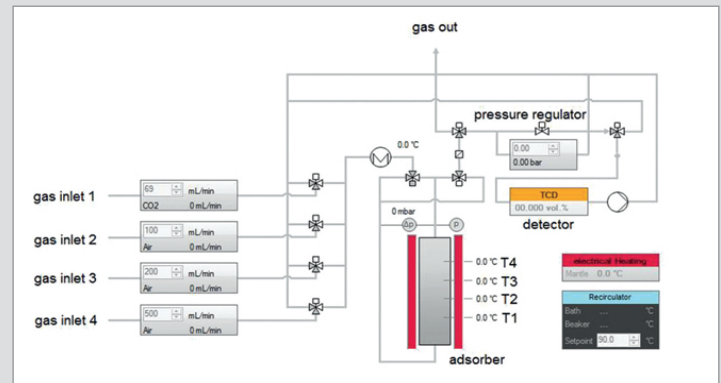 gas out
pressure regulator
0.0 °C
0.00
0.00 bar
gas inlet 1
69 mL/min
CO2 0 mL/min
TCD
00.000 vol.%
detector
gas inlet 2
100 mL/min
Air 0 mL/min
0 mbar
Δp
p
gas inlet 3
200 mL/min
Air 0 mL/min
0.0 °C T4
0.0 °C T3
0.0 °C T2
0.0 °C T1
electrical Heating
Mantle 0.0 °C
gas inlet 4
500 mL/min
Air 0 mL/min
Recirculator
Bath .... °C
Beaker .... °C
Setpoint 90.0 °C
adsorber